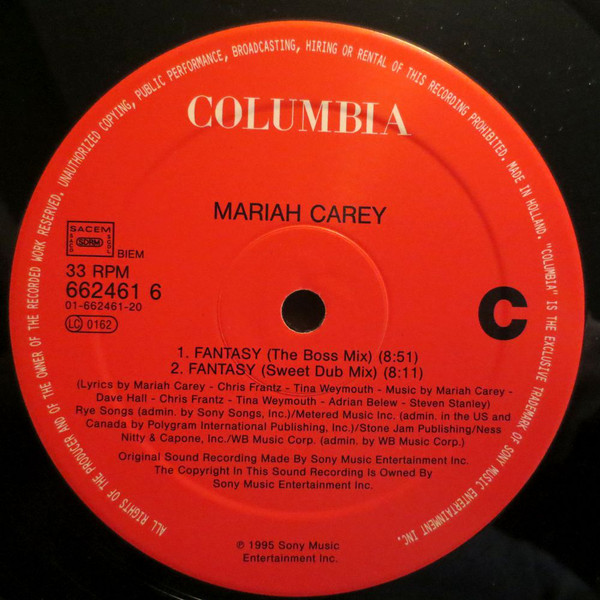 ALL RIGHTS OF THE PRODUCER AND OF THE OWNER OF THE RECORDED WORK RESERVED. UNAUTHORIZED COPYING, PUBLIC PERFORMANCE, BROADCASTING, HIRING OR RENTAL OF THIS RECORDING PROHIBITED. MADE IN HOLLAND. "COLUMBIA" IS THE EXCLUSIVE TRADEMARK OF SONY MUSIC ENTERTAINMENT INC.
COLUMBIA
MARIAH CAREY
SACEM
SDRM
BIEM
33 RPM
662461 6
01-662461-20
LC 0162
C
1. FANTASY (The Boss Mix) (8:51)
2. FANTASY (Sweet Dub Mix) (8:11)
(Lyrics by Mariah Carey - Chris Frantz - Tina Weymouth - Music by Mariah Carey -
Dave Hall - Chris Frantz - Tina Weymouth - Adrian Belew - Steven Stanley)
Rye Songs (admin. by Sony Songs, Inc.)/Metered Music Inc. (admin. in the US and
Canada by Polygram International Publishing, Inc.)/Stone Jam Publishing/Ness
Nitty & Capone, Inc./WB Music Corp. (admin. by WB Music Corp.)
Original Sound Recording Made By Sony Music Entertainment Inc.
The Copyright In This Sound Recording Is Owned By
Sony Music Entertainment Inc.
℗ 1995 Sony Music
Entertainment Inc.